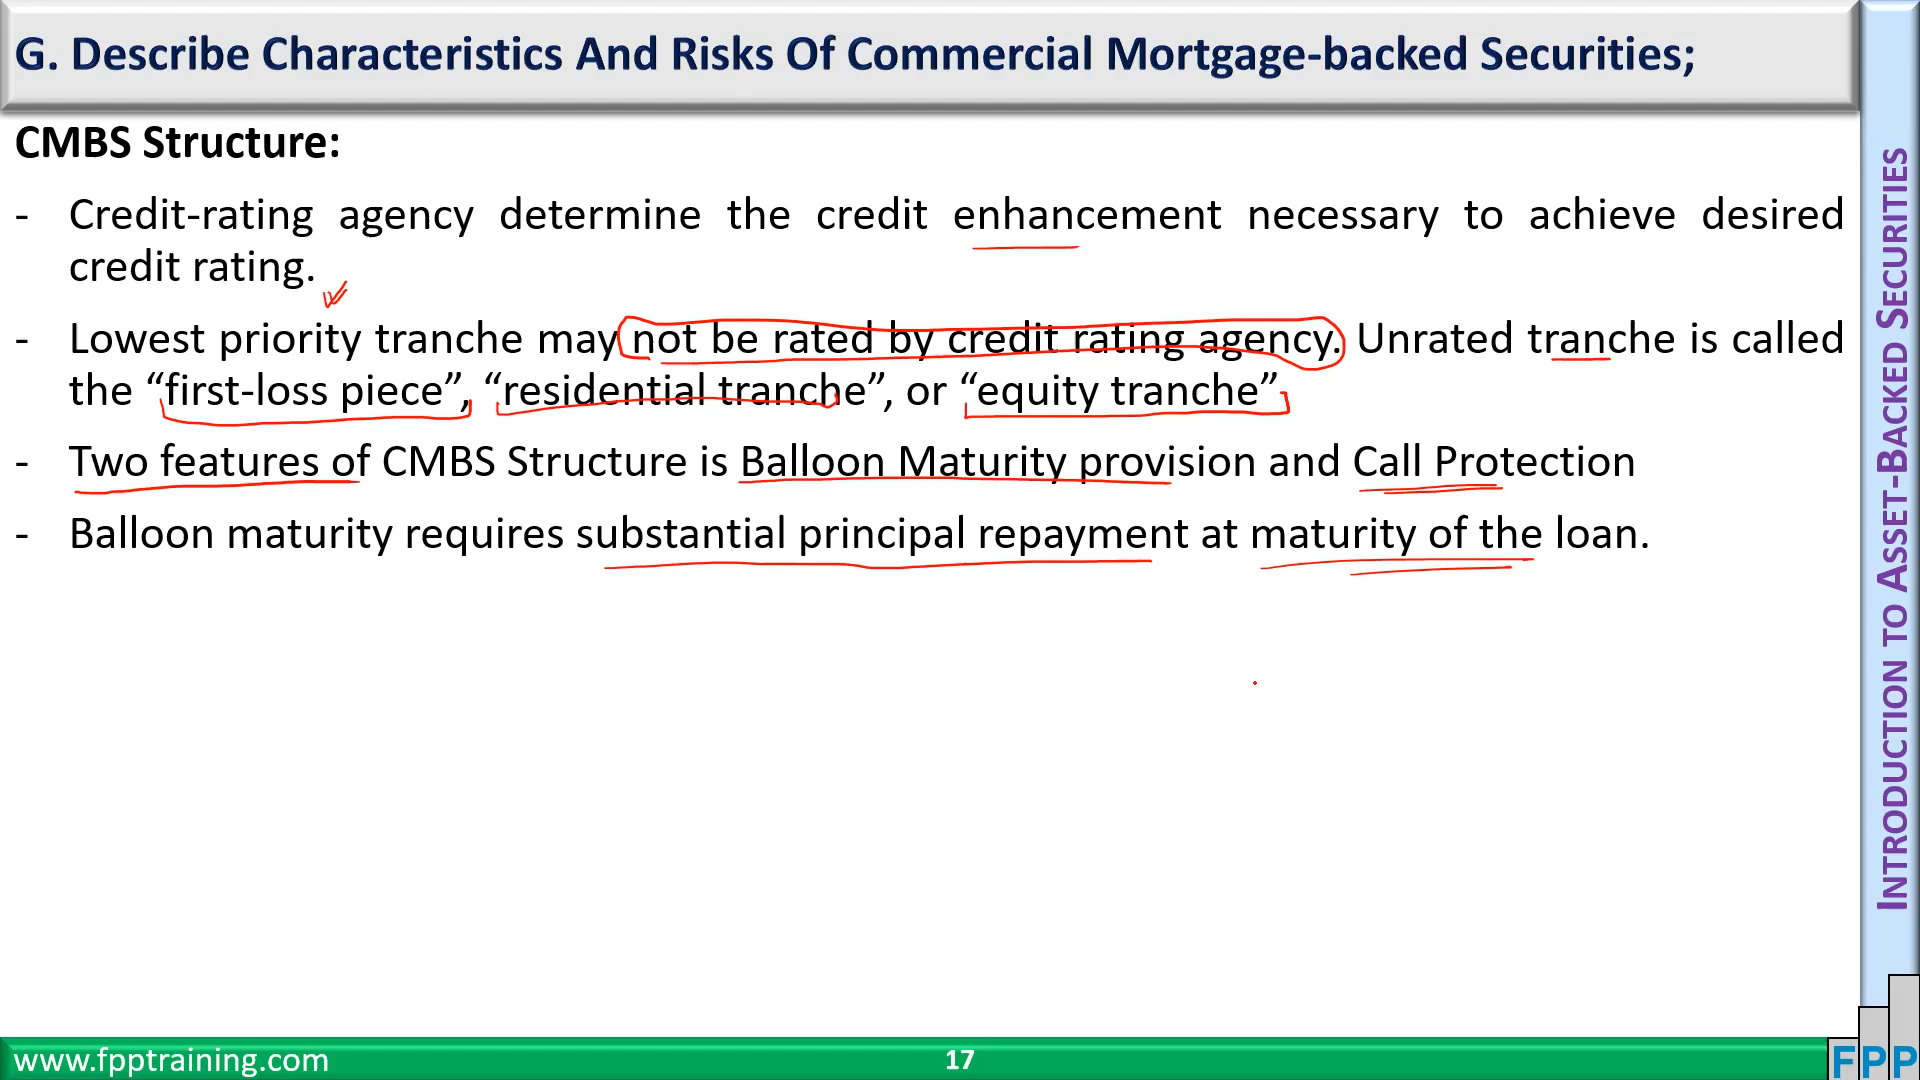 G. Describe Characteristics And Risks Of Commercial Mortgage-backed Securities;
CMBS Structure:
- Credit-rating agency determine the credit enhancement necessary to achieve desired
credit rating.
- Lowest priority tranche may not be rated by credit rating agency. Unrated tranche is called
the “first-loss piece”, “residential tranche”, or “equity tranche”
- Two features of CMBS Structure is Balloon Maturity provision and Call Protection
- Balloon maturity requires substantial principal repayment at maturity of the loan.
INTRODUCTION TO ASSET-BACKED SECURITIES
www.fpptraining.com
17
FPP